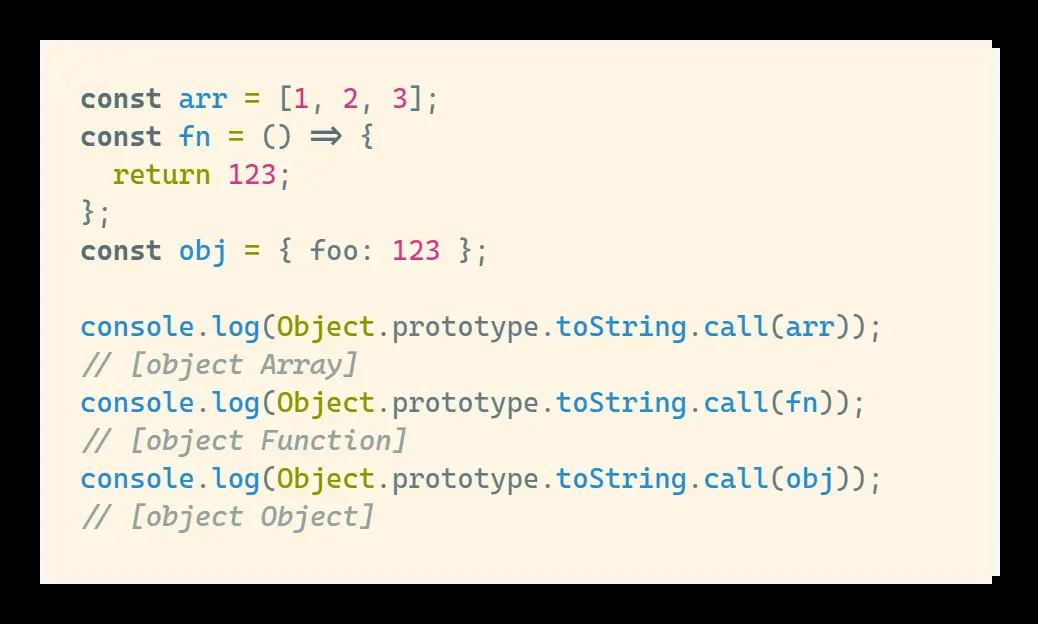 const arr = [1, 2, 3];
const fn = () => {
  return 123;
};
const obj = { foo: 123 };

console.log(Object.prototype.toString.call(arr));
// [object Array]
console.log(Object.prototype.toString.call(fn));
// [object Function]
console.log(Object.prototype.toString.call(obj));
// [object Object]